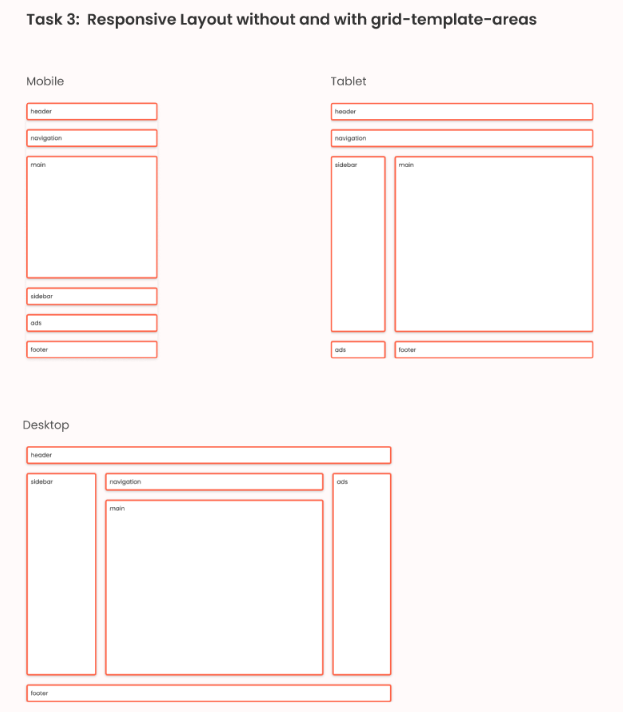 Task 3: Responsive Layout without and with grid-template-areas
Mobile
header
navigation
main
sidebar
ads
footer
Tablet
header
navigation
sidebar
main
ads
footer
Desktop
header
sidebar
navigation
main
ads
footer